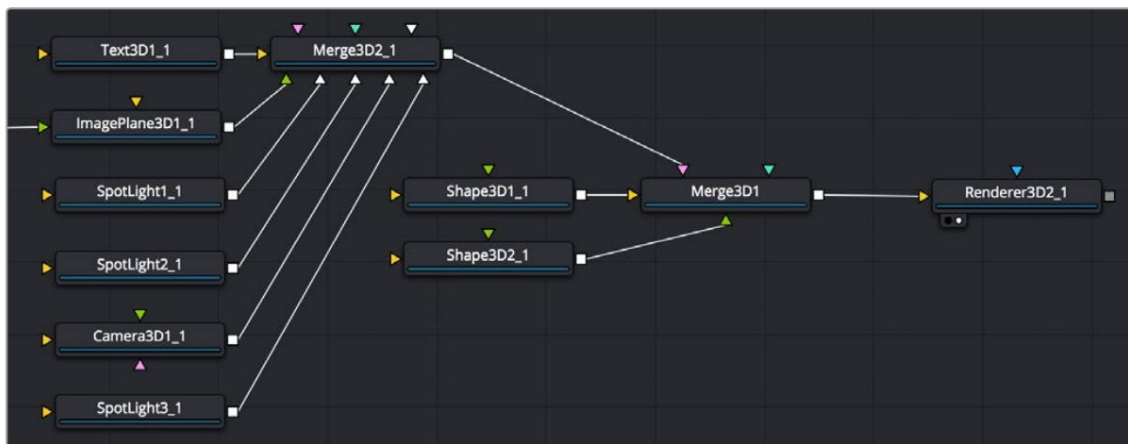 Text3D1_1
Merge3D2_1
ImagePlane3D1_1
SpotLight1_1
Shape3D1_1
Merge3D1
Renderer3D2_1
SpotLight2_1
Shape3D2_1
Camera3D1_1
SpotLight3_1